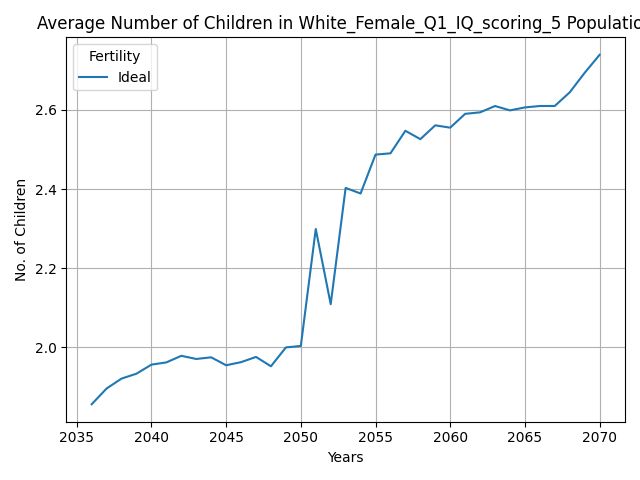 Average Number of Children in White_Female_Q1_IQ_scoring_5 Populatio
Fertility
Ideal
No. of Children
2.6
2.4
2.2
2.0
2035 2040 2045 2050 2055 2060 2065 2070
Years